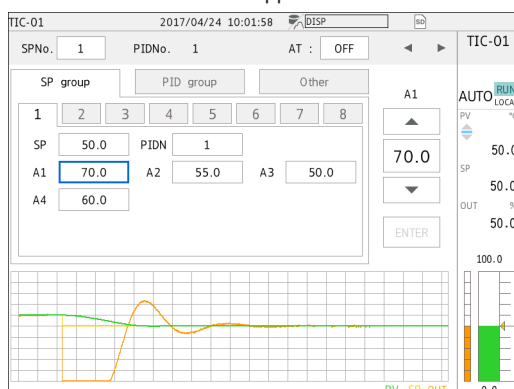 TIC-01 2017/04/24 10:01:58 DISP SD
SPNo. 1 PIDNo. 1 AT : OFF
TIC-01
SP group PID group Other
A1
1 2 3 4 5 6 7 8
AUTO RUN
LOCA
SP 50.0 PIDN 1
PV
50.0
A1 70.0 A2 55.0 A3 50.0
70.0
SP
50.0
A4 60.0
OUT %
50.0
ENTER
100.0
PV SP OUT
0.0